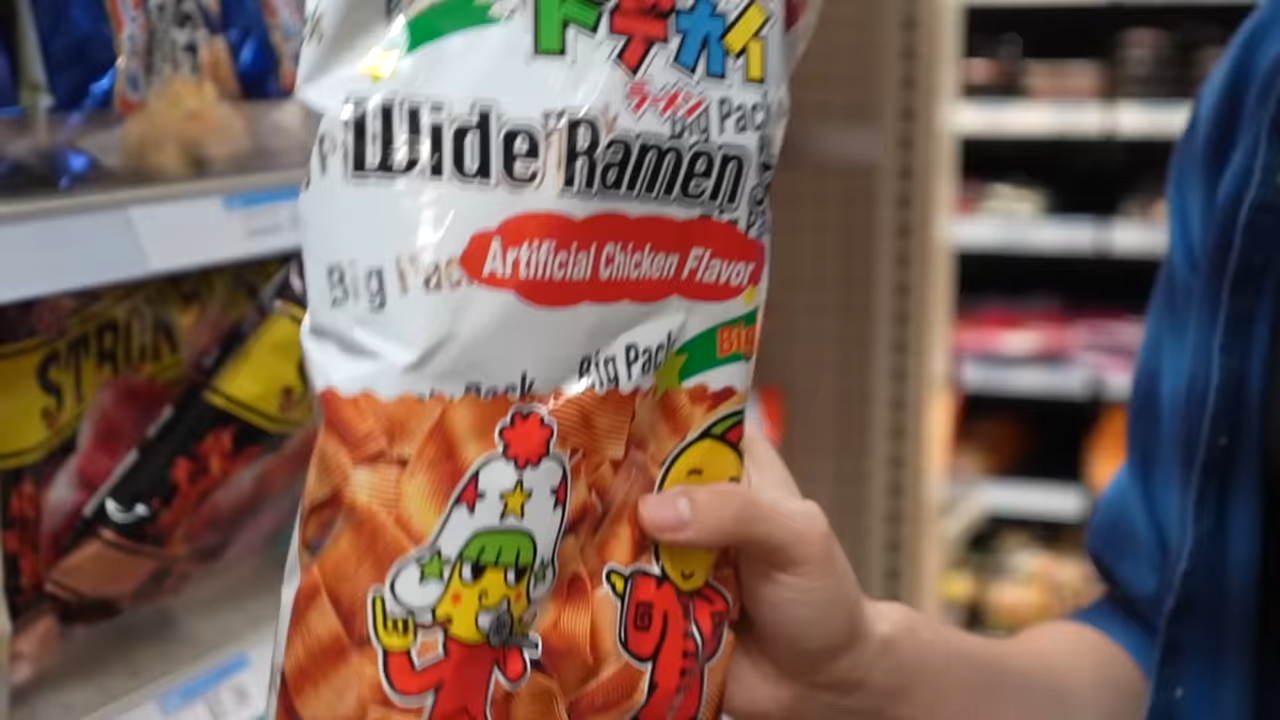 ドデカイ
ラーメン
Big Pack
Wide Ramen
Artificial Chicken Flavor
Big Pack
Big
Big Pack